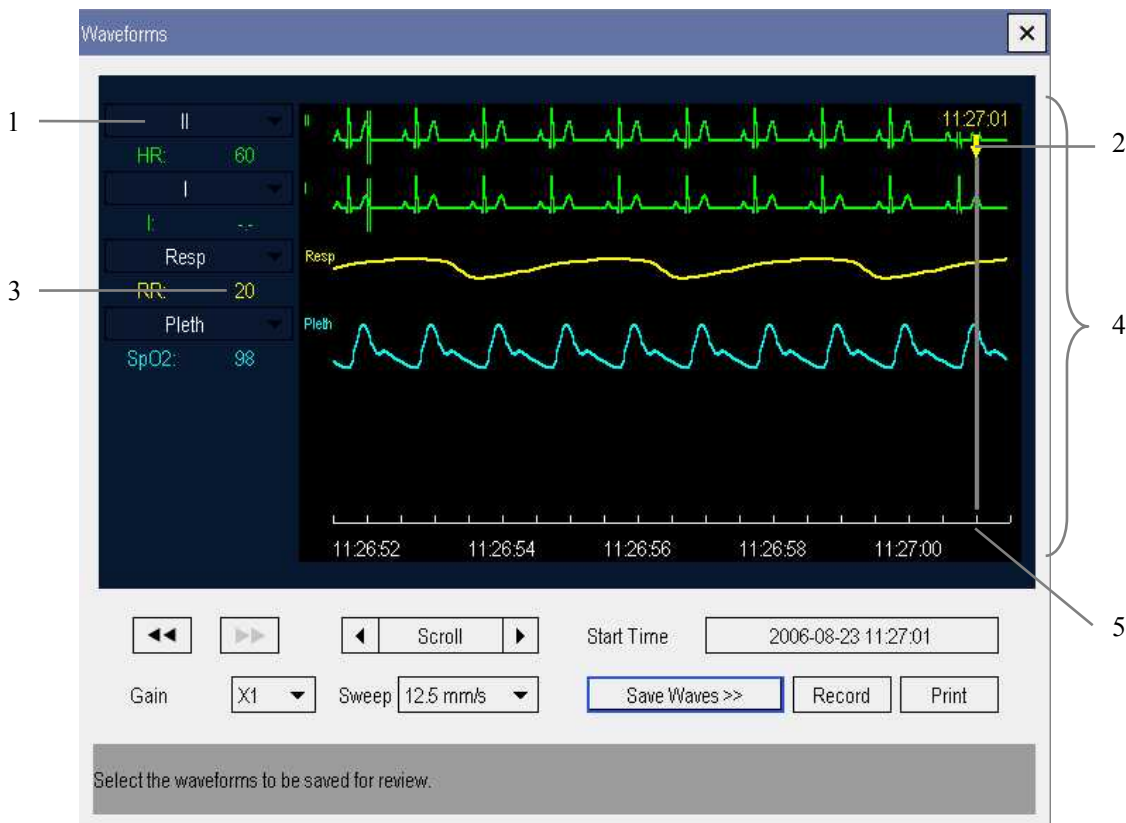 Waveforms
1
II
HR: 60
I
I: -.-
Resp
3
RR: 20
Pleth
SpO2: 98
II
11:27:01
2
I
Resp
Pleth
4
11:26:52 11:26:54 11:26:56 11:26:58 11:27:00
5
Scroll
Start Time 2006-08-23 11:27:01
Gain X1 Sweep 12.5 mm/s Save Waves >> Record Print
Select the waveforms to be saved for review.